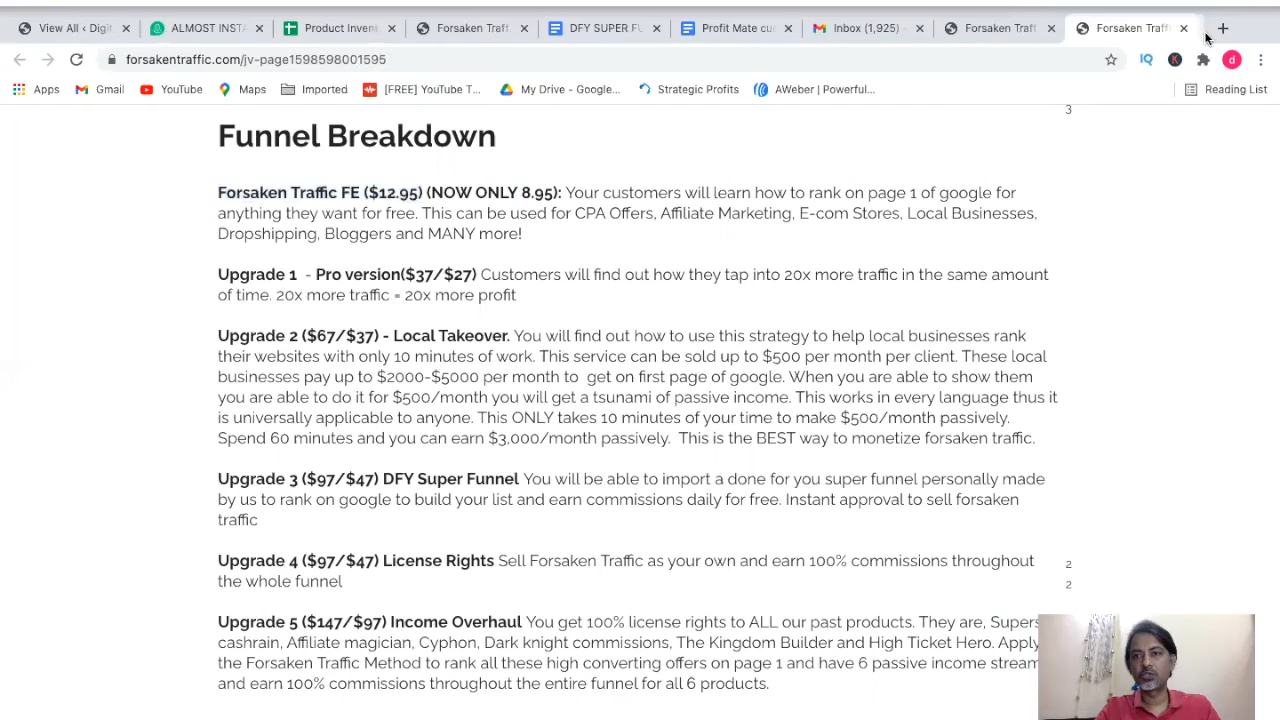 View All ‹ Digit
ALMOST INSTA
Product Inven
Forsaken Traff
DFY SUPER FU
Profit Mate cus
Inbox (1,925) -
Forsaken Traff
Forsaken Traff
forsakentraffic.com/jv-page1598598001595
Apps
Gmail
YouTube
Maps
Imported
[FREE] YouTube T...
My Drive - Google...
Strategic Profits
AWeber | Powerful...
Reading List
3
Funnel Breakdown
Forsaken Traffic FE ($12.95) (NOW ONLY 8.95): Your customers will learn how to rank on page 1 of google for
anything they want for free. This can be used for CPA Offers, Affiliate Marketing, E-com Stores, Local Businesses,
Dropshipping, Bloggers and MANY more!
Upgrade 1 - Pro version($37/$27) Customers will find out how they tap into 20x more traffic in the same amount
of time. 20x more traffic = 20x more profit
Upgrade 2 ($67/$37) - Local Takeover. You will find out how to use this strategy to help local businesses rank
their websites with only 10 minutes of work. This service can be sold up to $500 per month per client. These local
businesses pay up to $2000-$5000 per month to get on first page of google. When you are able to show them
you are able to do it for $500/month you will get a tsunami of passive income. This works in every language thus it
is universally applicable to anyone. This ONLY takes 10 minutes of your time to make $500/month passively.
Spend 60 minutes and you can earn $3,000/month passively. This is the BEST way to monetize forsaken traffic.
Upgrade 3 ($97/$47) DFY Super Funnel You will be able to import a done for you super funnel personally made
by us to rank on google to build your list and earn commissions daily for free. Instant approval to sell forsaken
traffic
Upgrade 4 ($97/$47) License Rights Sell Forsaken Traffic as your own and earn 100% commissions throughout
the whole funnel
2
2
Upgrade 5 ($147/$97) Income Overhaul You get 100% license rights to ALL our past products. They are, Supers
cashrain, Affiliate magician, Cyphon, Dark knight commissions, The Kingdom Builder and High Ticket Hero. Apply
the Forsaken Traffic Method to rank all these high converting offers on page 1 and have 6 passive income stream
and earn 100% commissions throughout the entire funnel for all 6 products.